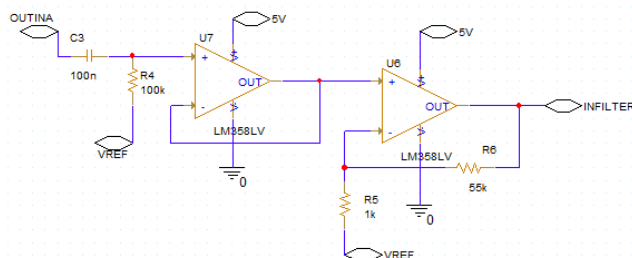 OUTINA
C3
100n
R4
100k
VREF
U7
5V
+
-
OUT
LM358LV
0
U6
5V
+
-
OUT
LM358LV
0
R6
55k
R5
1k
VREF
INFILTER